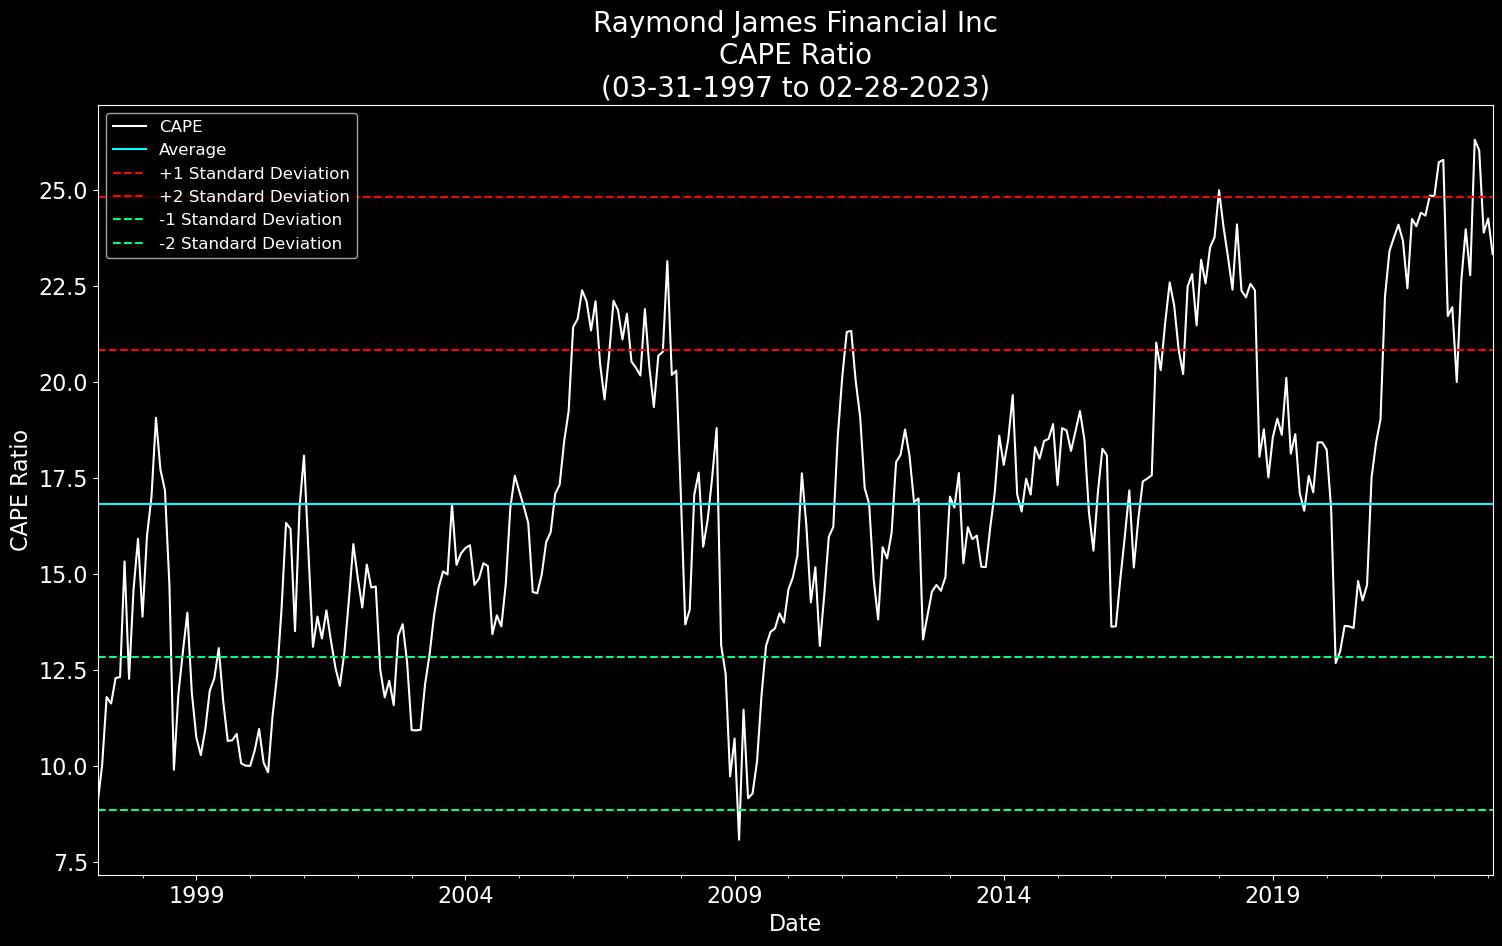 Raymond James Financial Inc
CAPE Ratio
(03-31-1997 to 02-28-2023)
CAPE
Average
+1 Standard Deviation
+2 Standard Deviation
-1 Standard Deviation
-2 Standard Deviation
CAPE Ratio
25.0
22.5
20.0
17.5
15.0
12.5
10.0
7.5
1999
2004
2009
2014
2019
Date